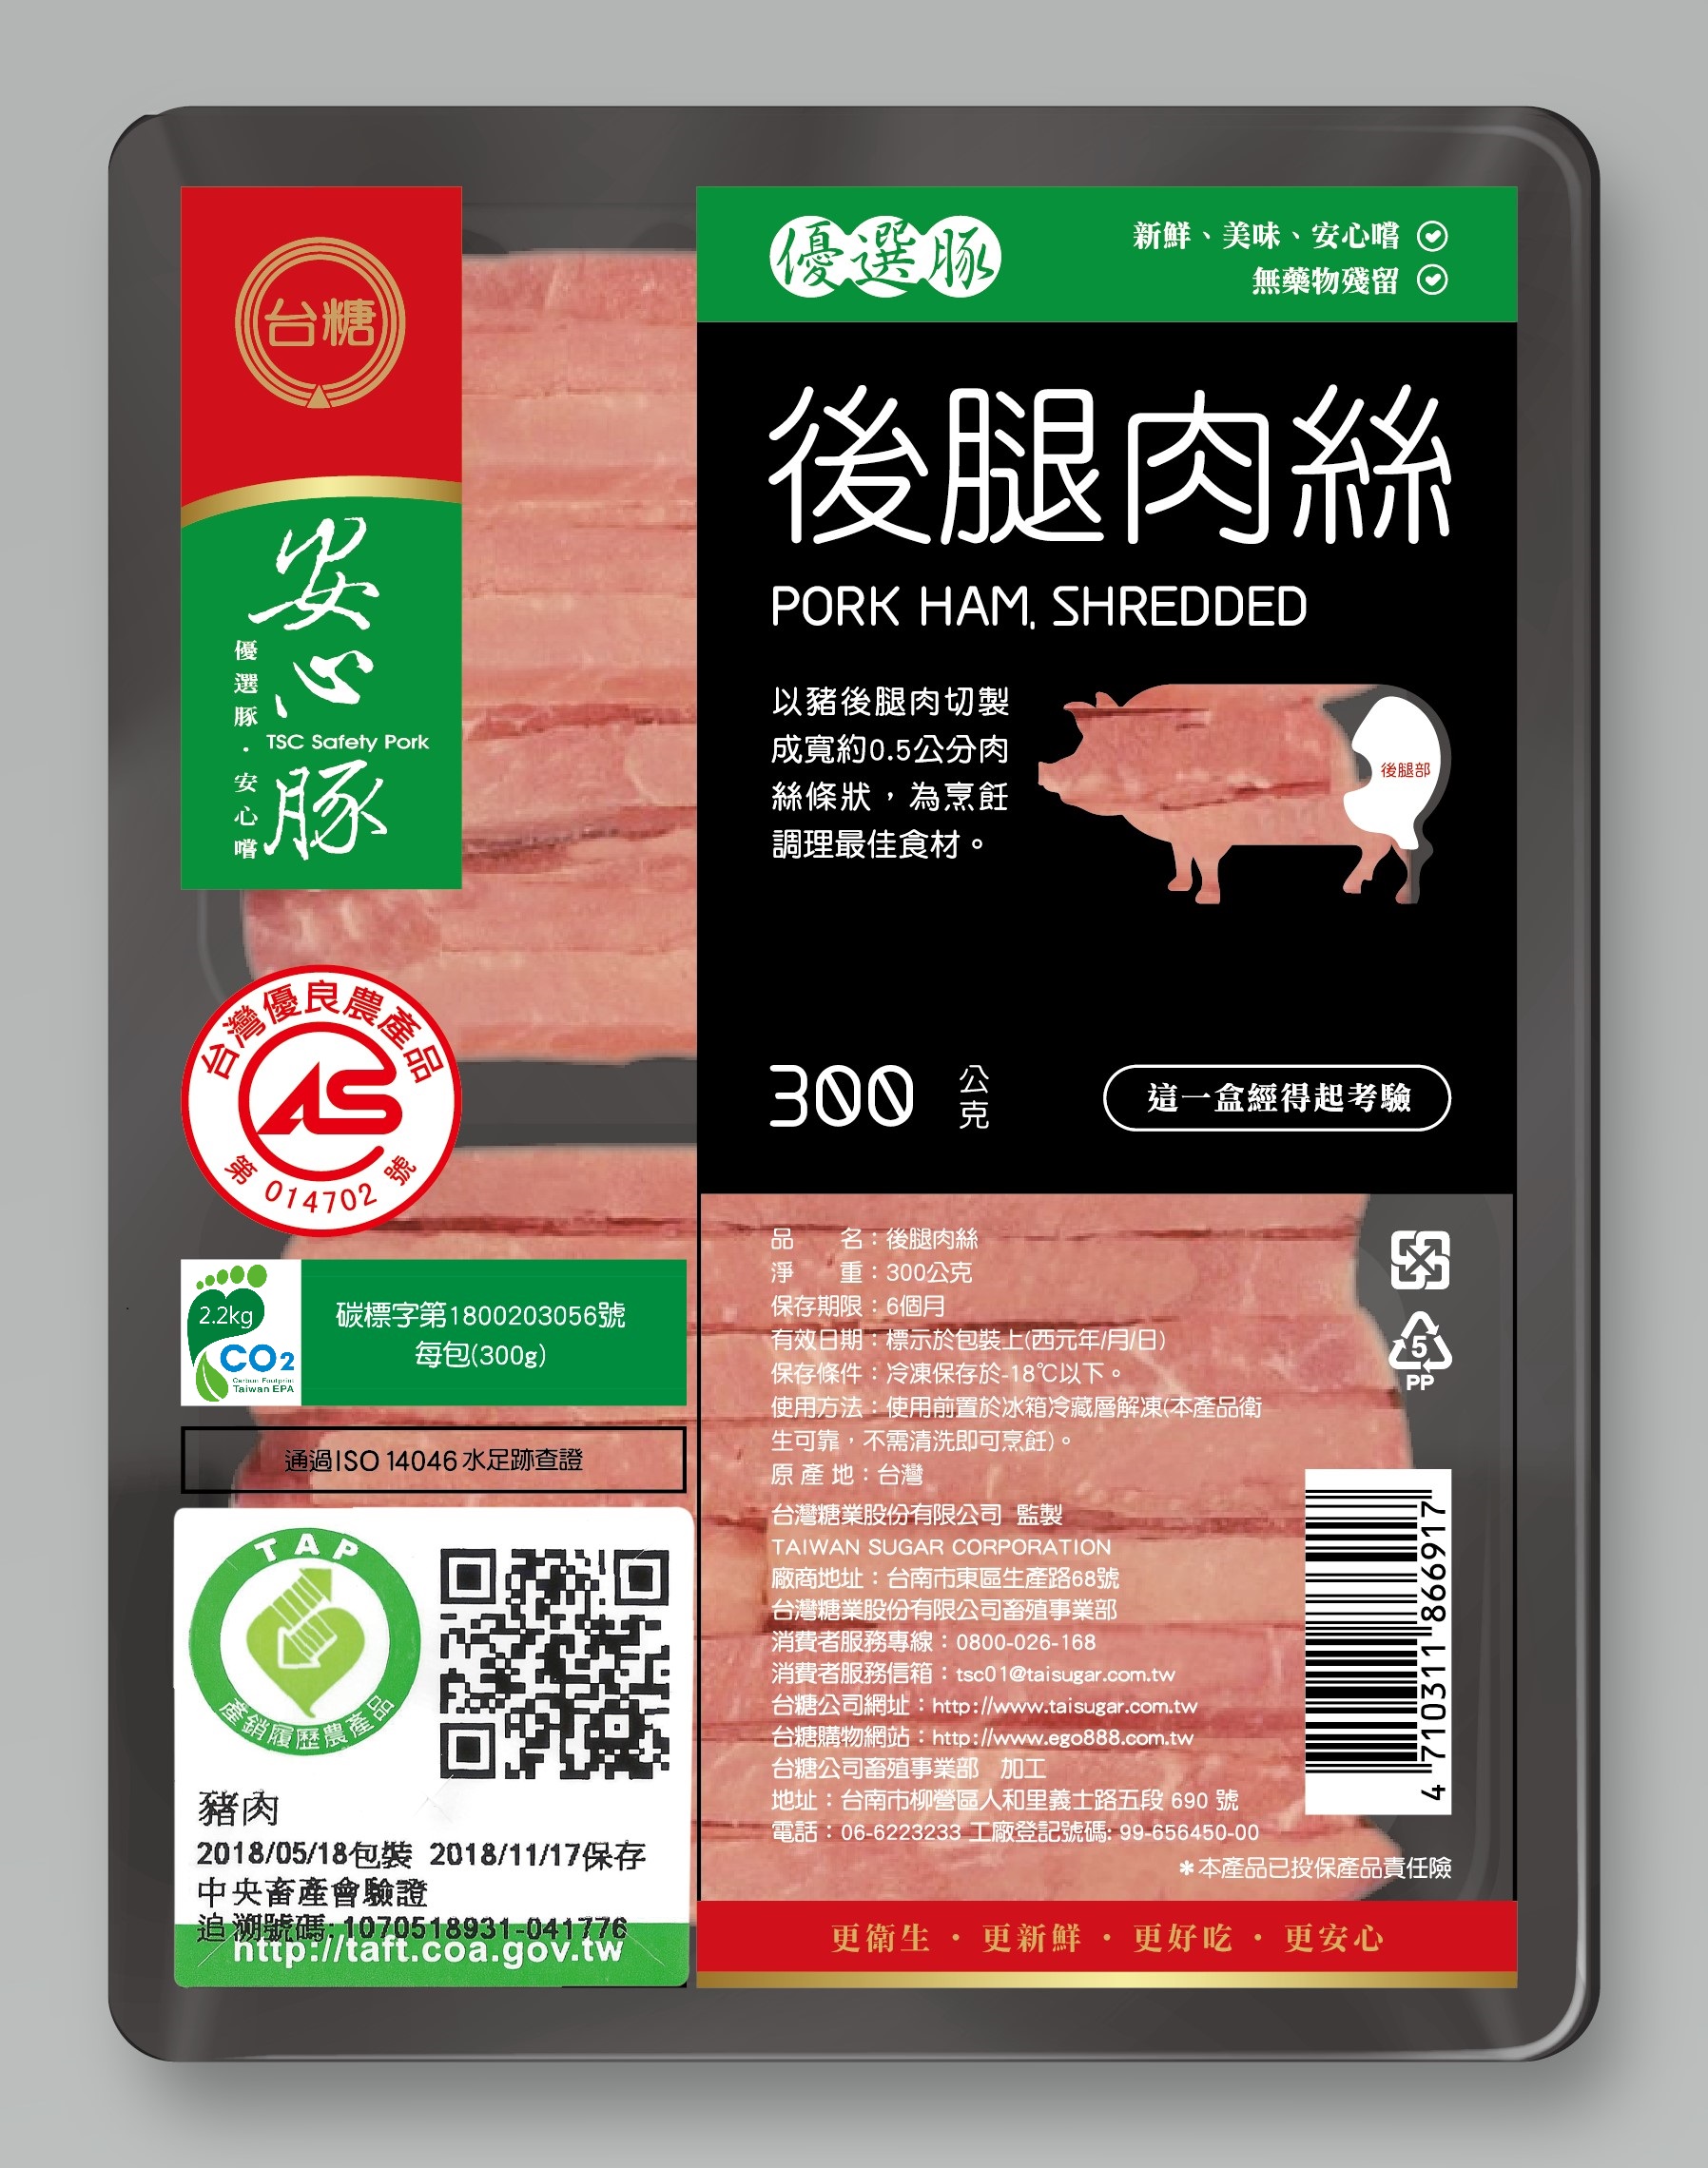 台糖
安心豚
TSC Safety Pork
優選豚·安心嚐
台灣優良農產品
CAS
第 014702 號
2.2kg
CO2
Carbon Footprint
Taiwan EPA
碳標字第1800203056號
每包(300g)
通過ISO 14046 水足跡查證
TAP
產銷履歷農產品
豬肉
2018/05/18包裝 2018/11/17保存
中央畜產會驗證
追溯號碼:1070518931-041776
http://taft.coa.gov.tw
優選豚
新鮮、美味、安心嚐
無藥物殘留
後腿肉絲
PORK HAM, SHREDDED
以豬後腿肉切製
成寬約0.5公分肉
絲條狀，為烹飪
調理最佳食材。
後腿部
300 公克
這一盒經得起考驗
品　　名：後腿肉絲
淨　　重：300公克
保存期限：6個月
有效日期：標示於包裝上(西元年/月/日)
保存條件：冷凍保存於-18℃以下。
使用方法：使用前置於冰箱冷藏層解凍(本產品衛
生可靠，不需清洗即可烹飪)。
原 產 地：台灣
台灣糖業股份有限公司 監製
TAIWAN SUGAR CORPORATION
廠商地址：台南市東區生產路68號
台灣糖業股份有限公司畜殖事業部
消費者服務專線：0800-026-168
消費者服務信箱：tsc01@taisugar.com.tw
台糖公司網址：http://www.taisugar.com.tw
台糖購物網站：http://www.ego888.com.tw
台糖公司畜殖事業部　加工
地址：台南市柳營區人和里義士路五段 690 號
電話：06-6223233 工廠登記號碼: 99-656450-00
＊本產品已投保產品責任險
5
PP
4 710311 866917
更衛生·更新鮮·更好吃·更安心